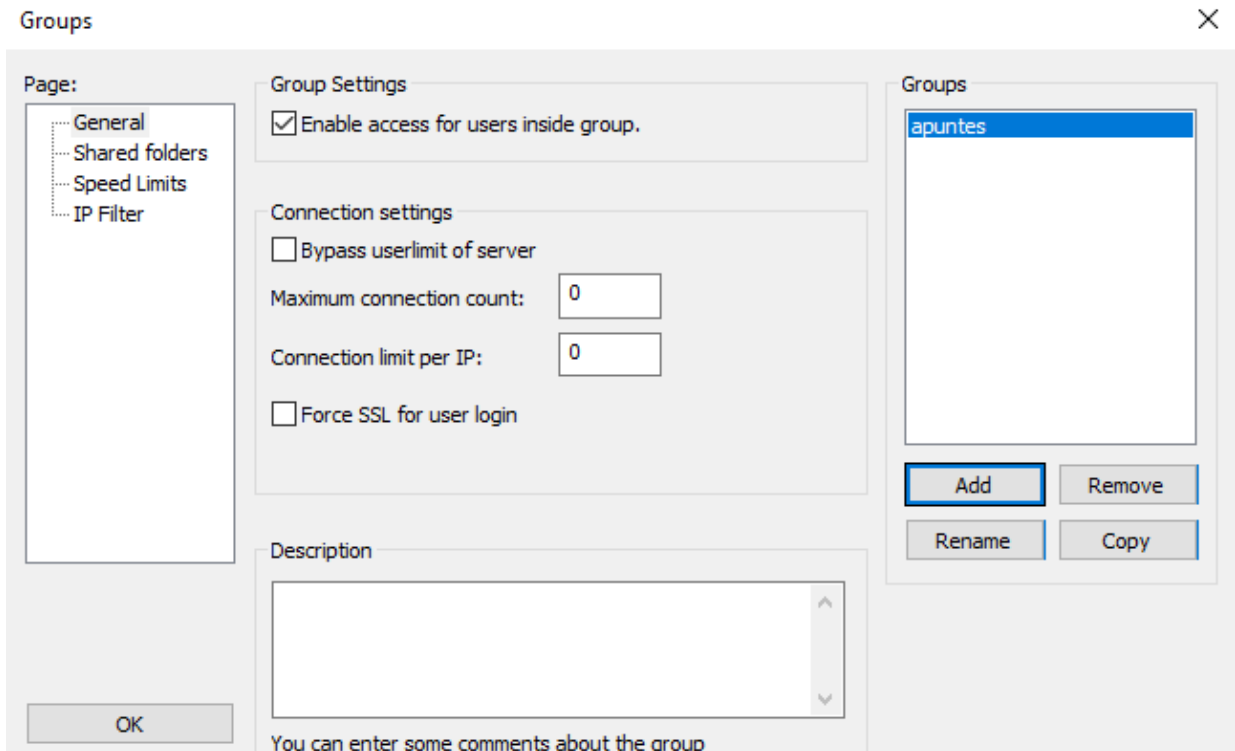 Groups
Page:
General
Shared folders
Speed Limits
IP Filter
OK
Group Settings
Enable access for users inside group.
Connection settings
Bypass userlimit of server
Maximum connection count: 0
Connection limit per IP: 0
Force SSL for user login
Description
You can enter some comments about the group
Groups
apuntes
Add Remove
Rename Copy